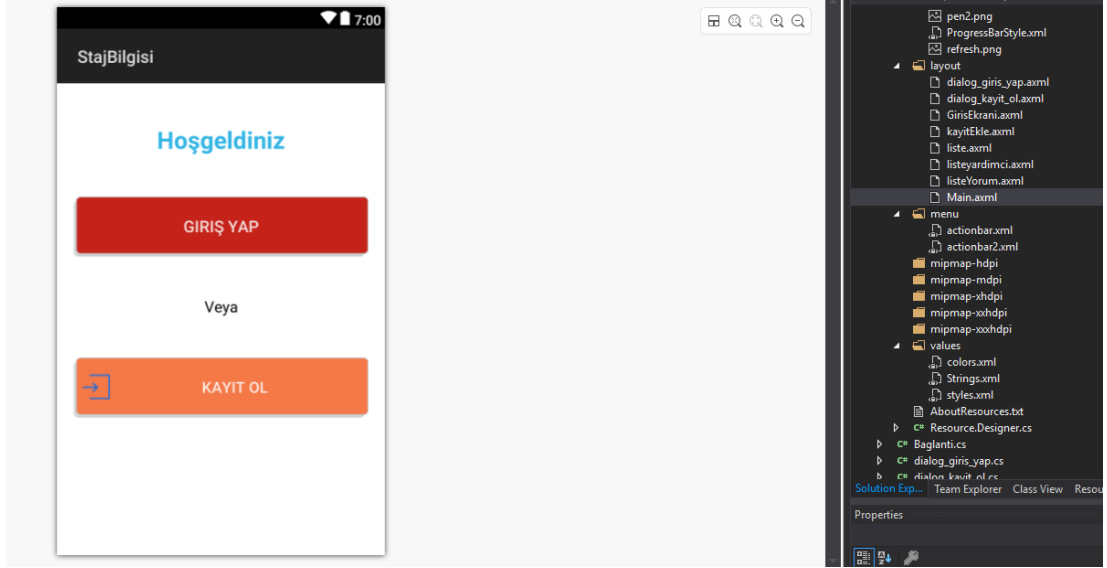 7:00
StajBilgisi
Hoşgeldiniz
GIRIŞ YAP
Veya
KAYIT OL
pen2.png
ProgressBarStyle.xml
refresh.png
layout
dialog_giris_yap.axml
dialog_kayit_ol.axml
GirisEkrani.axml
kayitEkle.axml
liste.axml
listeyardimci.axml
listeYorum.axml
Main.axml
menu
actionbar.xml
actionbar2.xml
mipmap-hdpi
mipmap-mdpi
mipmap-xhdpi
mipmap-xxhdpi
mipmap-xxxhdpi
values
colors.xml
Strings.xml
styles.xml
AboutResources.txt
C# Resource.Designer.cs
C# Baglanti.cs
C# dialog_giris_yap.cs
C# dialog_kayit_ol.cs
Solution Exp... Team Explorer Class View Resou
Properties